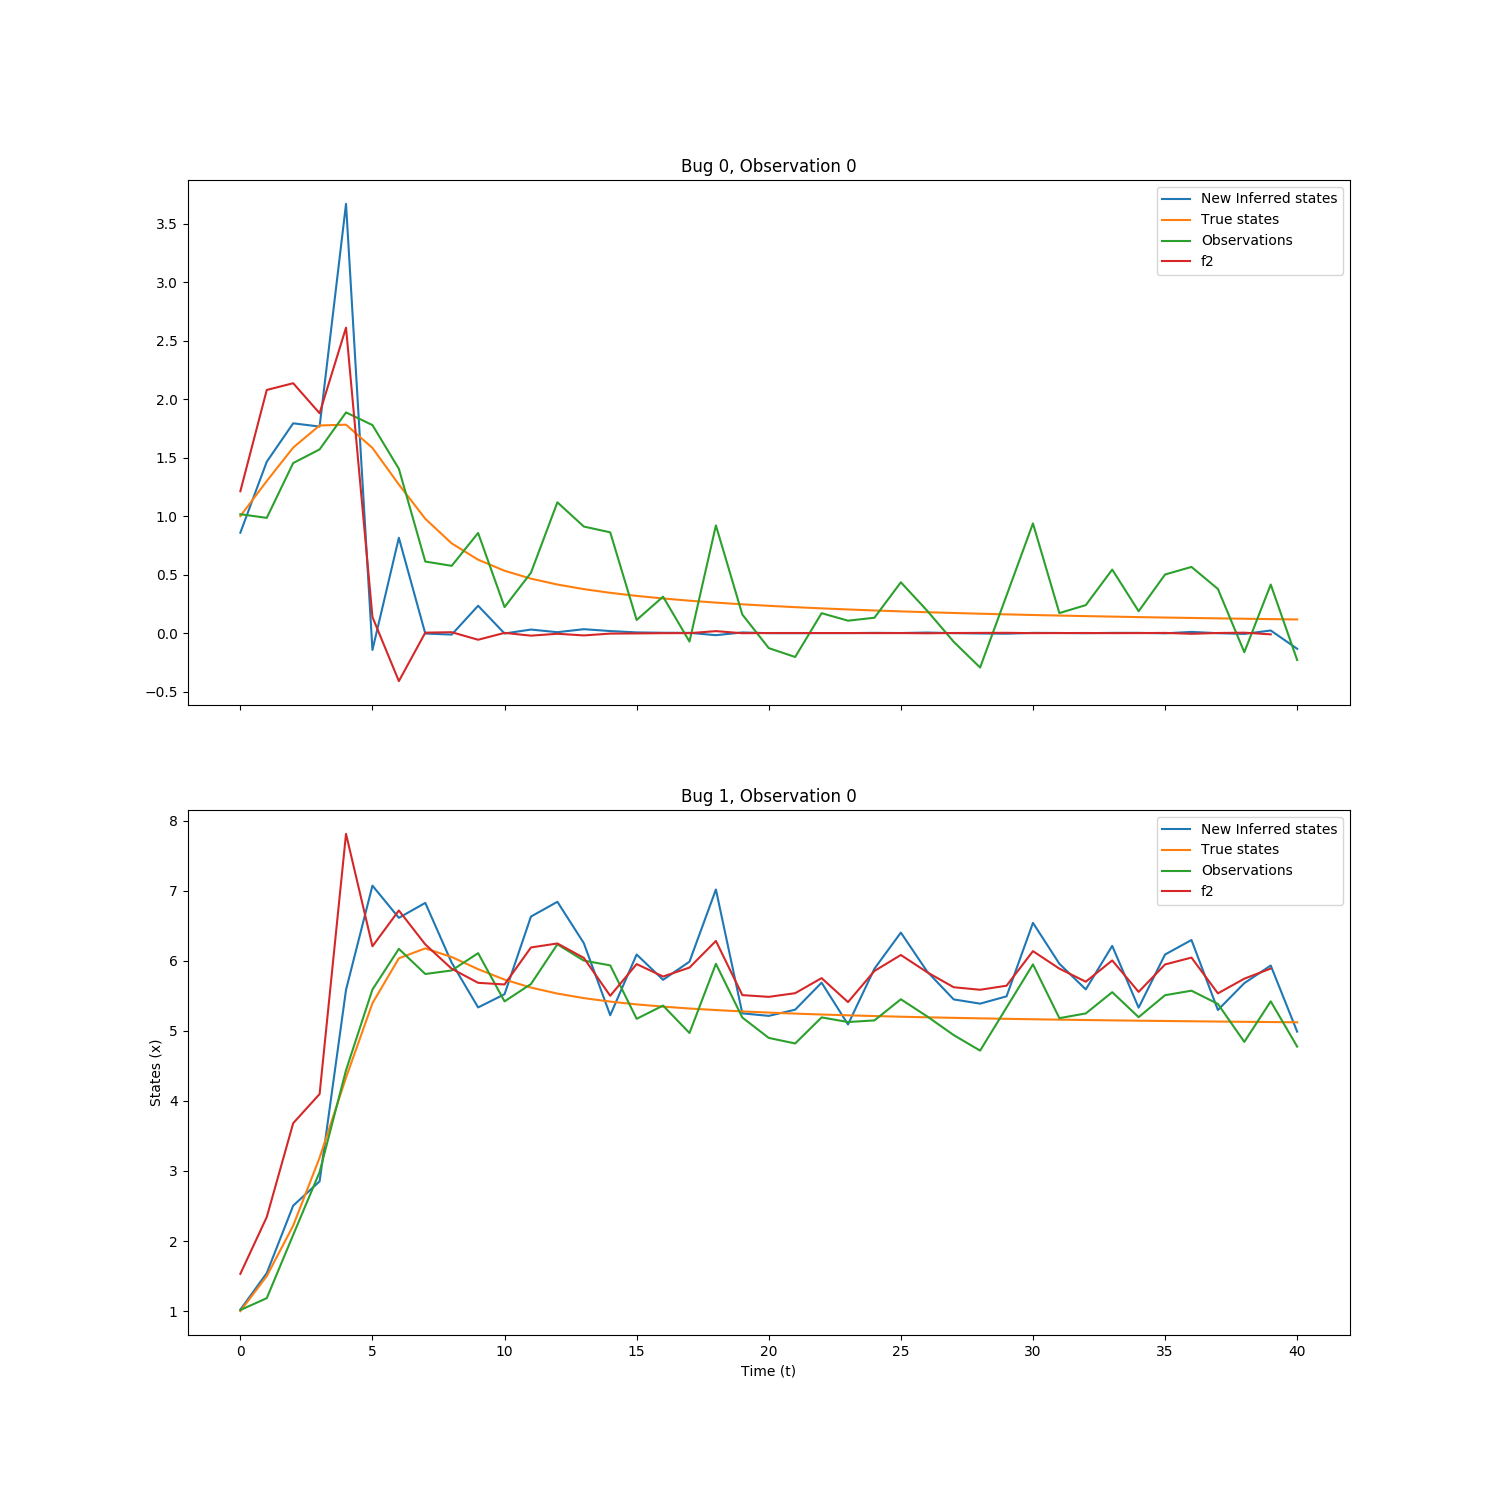 Bug 0, Observation 0
New Inferred states
True states
Observations
f2
3.5
3.0
2.5
2.0
1.5
1.0
0.5
0.0
−0.5
Bug 1, Observation 0
New Inferred states
True states
Observations
f2
8
7
6
5
4
3
2
1
States (x)
0 5 10 15 20 25 30 35 40
Time (t)